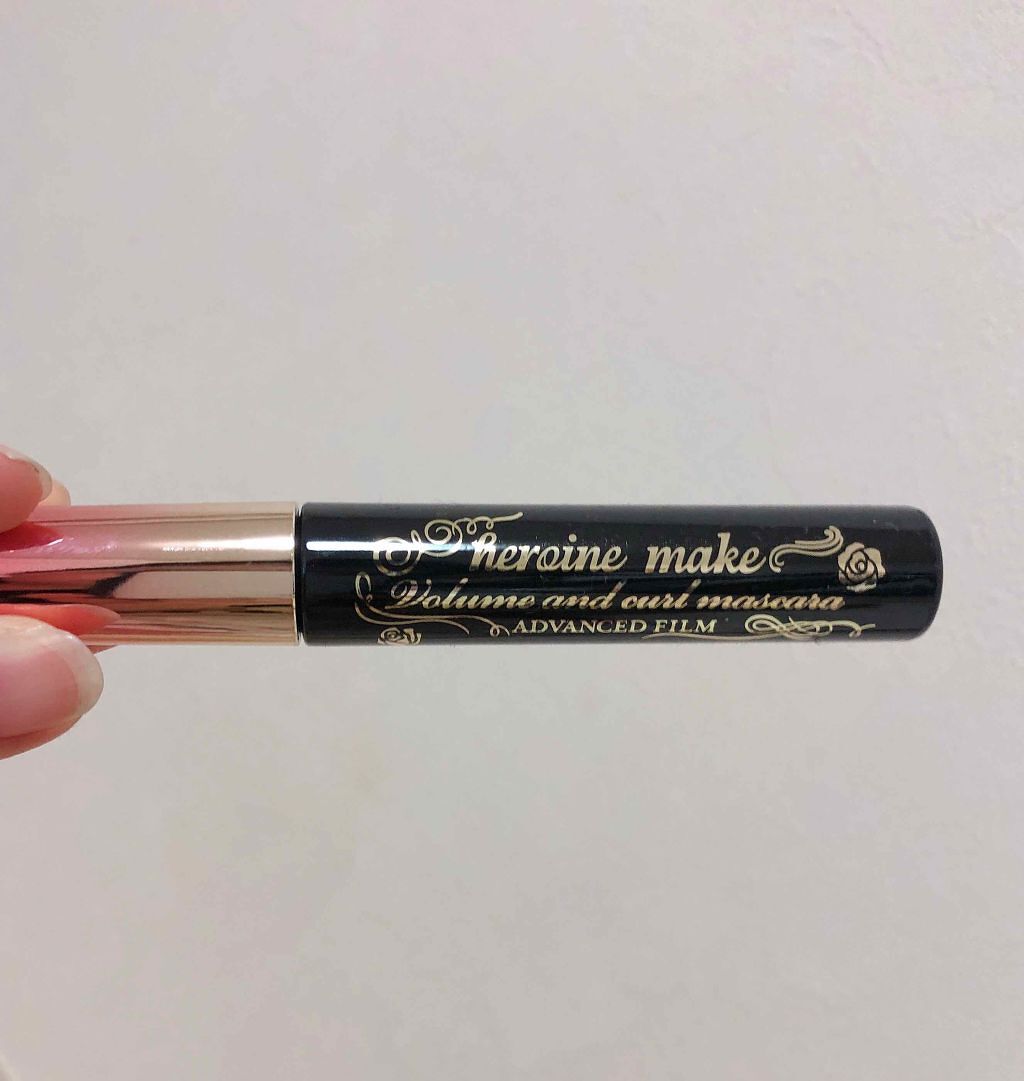 heroine make
Volume and curl mascara
ADVANCED FILM